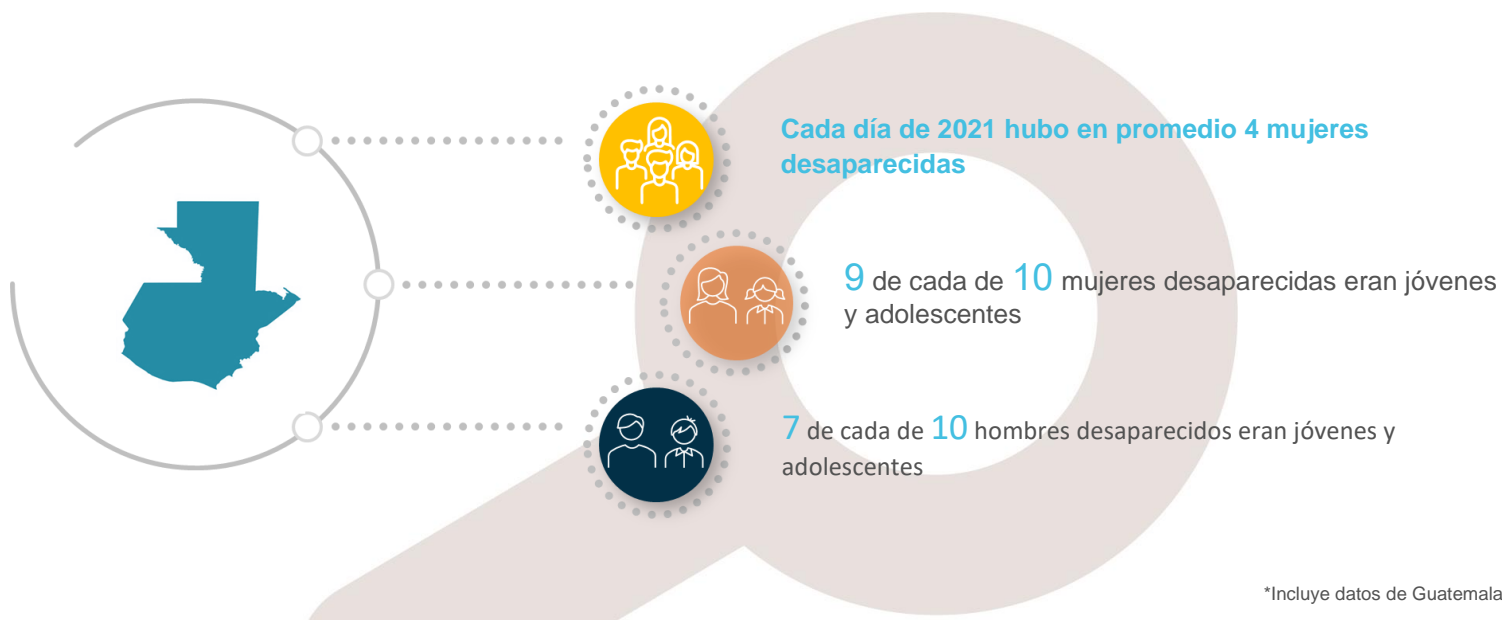 Cada día de 2021 hubo en promedio 4 mujeres
desaparecidas
9 de cada de 10 mujeres desaparecidas eran jóvenes
y adolescentes
7 de cada de 10 hombres desaparecidos eran jóvenes y
adolescentes
*Incluye datos de Guatemala